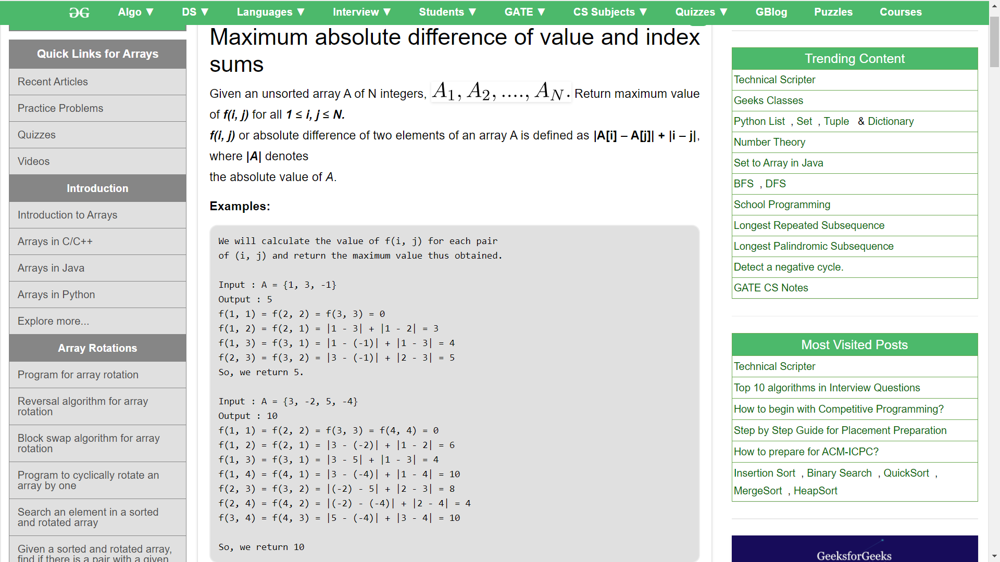 Algo ▼ DS ▼ Languages ▼ Interview ▼ Students ▼ GATE ▼ CS Subjects ▼ Quizzes ▼ GBlog Puzzles Courses
Quick Links for Arrays
Recent Articles
Practice Problems
Quizzes
Videos
Introduction
Introduction to Arrays
Arrays in C/C++
Arrays in Java
Arrays in Python
Explore more...
Array Rotations
Program for array rotation
Reversal algorithm for array
rotation
Block swap algorithm for array
rotation
Program to cyclically rotate an
array by one
Search an element in a sorted
and rotated array
Given a sorted and rotated array,
find if there is a pair with a given
Maximum absolute difference of value and index
sums
Given an unsorted array A of N integers, A₁, A₂, ...., A_N. Return maximum value
of f(i, j) for all 1 ≤ i, j ≤ N.
f(i, j) or absolute difference of two elements of an array A is defined as |A[i] – A[j]| + |i – j|,
where |A| denotes
the absolute value of A.
Examples:
We will calculate the value of f(i, j) for each pair
of (i, j) and return the maximum value thus obtained.
Input : A = {1, 3, -1}
Output : 5
f(1, 1) = f(2, 2) = f(3, 3) = 0
f(1, 2) = f(2, 1) = |1 - 3| + |1 - 2| = 3
f(1, 3) = f(3, 1) = |1 - (-1)| + |1 - 3| = 4
f(2, 3) = f(3, 2) = |3 - (-1)| + |2 - 3| = 5
So, we return 5.
Input : A = {3, -2, 5, -4}
Output : 10
f(1, 1) = f(2, 2) = f(3, 3) = f(4, 4) = 0
f(1, 2) = f(2, 1) = |3 - (-2)| + |1 - 2| = 6
f(1, 3) = f(3, 1) = |3 - 5| + |1 - 3| = 4
f(1, 4) = f(4, 1) = |3 - (-4)| + |1 - 4| = 10
f(2, 3) = f(3, 2) = |(-2) - 5| + |2 - 3| = 8
f(2, 4) = f(4, 2) = |(-2) - (-4)| + |2 - 4| = 4
f(3, 4) = f(4, 3) = |5 - (-4)| + |3 - 4| = 10
So, we return 10
Trending Content
Technical Scripter
Geeks Classes
Python List , Set , Tuple & Dictionary
Number Theory
Set to Array in Java
BFS , DFS
School Programming
Longest Repeated Subsequence
Longest Palindromic Subsequence
Detect a negative cycle.
GATE CS Notes
Most Visited Posts
Technical Scripter
Top 10 algorithms in Interview Questions
How to begin with Competitive Programming?
Step by Step Guide for Placement Preparation
How to prepare for ACM-ICPC?
Insertion Sort , Binary Search , QuickSort ,
MergeSort , HeapSort
GeeksforGeeks